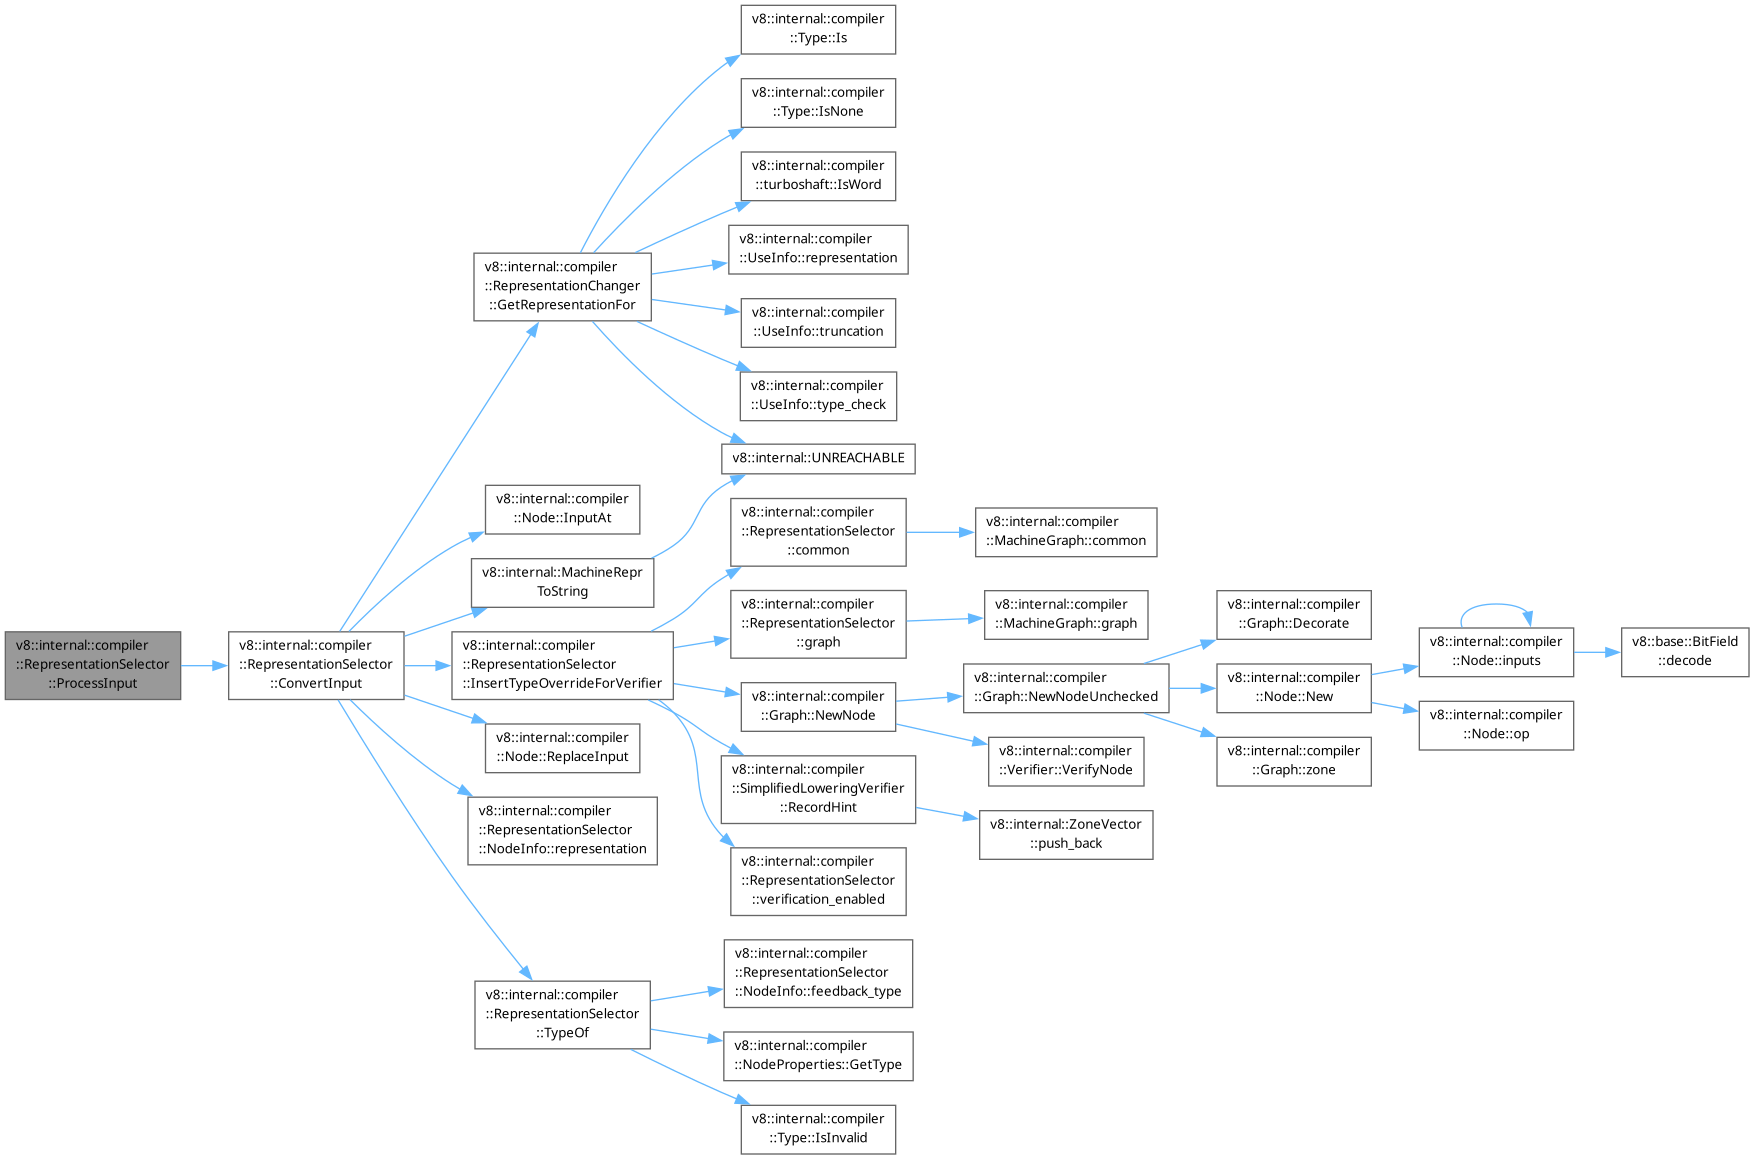 v8::internal::compiler
::RepresentationSelector
::ProcessInput
v8::internal::compiler
::RepresentationSelector
::ConvertInput
v8::internal::compiler
::RepresentationChanger
::GetRepresentationFor
v8::internal::compiler
::Type::Is
v8::internal::compiler
::Type::IsNone
v8::internal::compiler
::turboshaft::IsWord
v8::internal::compiler
::UseInfo::representation
v8::internal::compiler
::UseInfo::truncation
v8::internal::compiler
::UseInfo::type_check
v8::internal::UNREACHABLE
v8::internal::compiler
::Node::InputAt
v8::internal::MachineRepr
ToString
v8::internal::compiler
::RepresentationSelector
::InsertTypeOverrideForVerifier
v8::internal::compiler
::RepresentationSelector
::common
v8::internal::compiler
::MachineGraph::common
v8::internal::compiler
::RepresentationSelector
::graph
v8::internal::compiler
::MachineGraph::graph
v8::internal::compiler
::Graph::NewNode
v8::internal::compiler
::Graph::NewNodeUnchecked
v8::internal::compiler
::Graph::Decorate
v8::internal::compiler
::Node::New
v8::internal::compiler
::Node::inputs
v8::base::BitField
::decode
v8::internal::compiler
::Node::op
v8::internal::compiler
::Graph::zone
v8::internal::compiler
::Verifier::VerifyNode
v8::internal::compiler
::SimplifiedLoweringVerifier
::RecordHint
v8::internal::ZoneVector
::push_back
v8::internal::compiler
::RepresentationSelector
::verification_enabled
v8::internal::compiler
::Node::ReplaceInput
v8::internal::compiler
::RepresentationSelector
::NodeInfo::representation
v8::internal::compiler
::RepresentationSelector
::TypeOf
v8::internal::compiler
::RepresentationSelector
::NodeInfo::feedback_type
v8::internal::compiler
::NodeProperties::GetType
v8::internal::compiler
::Type::IsInvalid